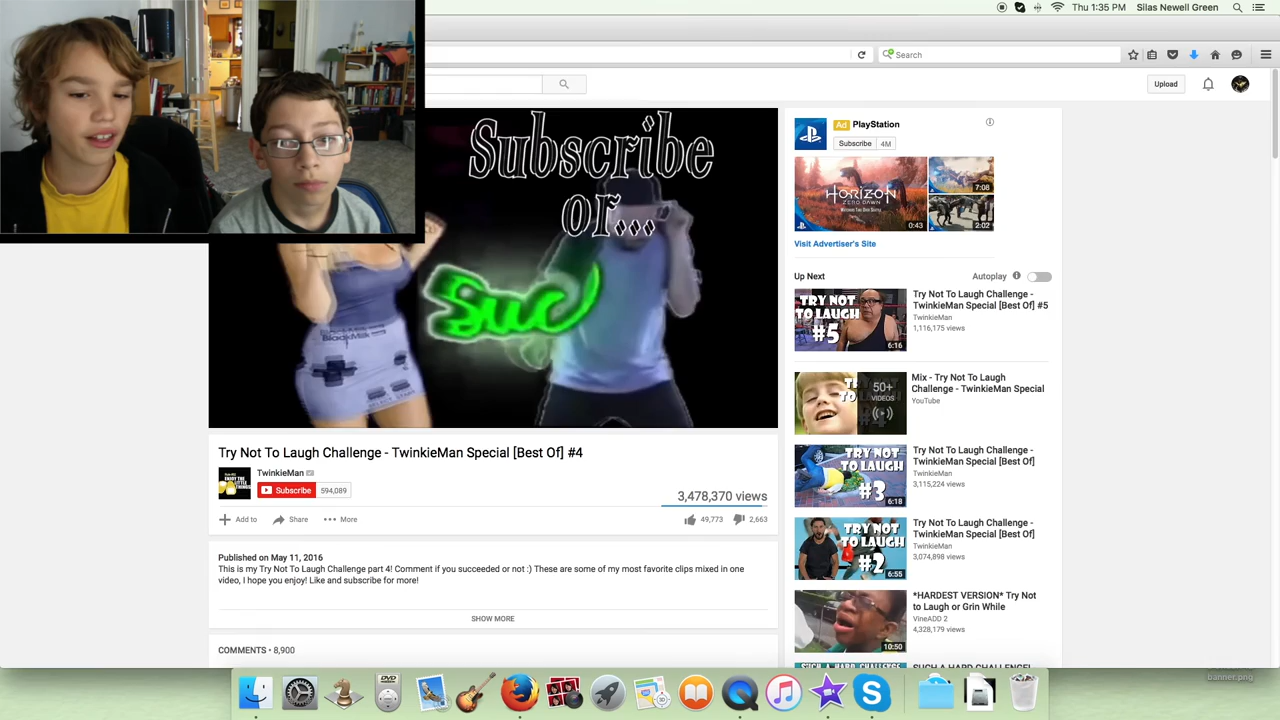 Thu 1:35 PM Silas Newell Green
Search
Upload
Subscribe
or...
suc
Ad PlayStation
Subscribe 4M
HORIZON
ZERO DAWN
0:43
7:08
2:02
Visit Advertiser's Site
Up Next
Autoplay
TRY NOT
TO LAUGH
#5
6:16
Try Not To Laugh Challenge -
TwinkieMan Special [Best Of] #5
TwinkieMan
1,116,175 views
50+
VIDEOS
Mix - Try Not To Laugh
Challenge - TwinkieMan Special
YouTube
TRY NOT
TO LAUGH
#3
6:18
Try Not To Laugh Challenge -
TwinkieMan Special [Best Of]
TwinkieMan
3,115,224 views
TRY NOT
TO LAUGH
#2
6:55
Try Not To Laugh Challenge -
TwinkieMan Special [Best Of]
TwinkieMan
3,074,898 views
10:50
*HARDEST VERSION* Try Not
to Laugh or Grin While
VineADD 2
4,328,179 views
SUCH A HARD CHALLENGE!
Try Not To Laugh Challenge - TwinkieMan Special [Best Of] #4
TwinkieMan
Subscribe 594,089
3,478,370 views
Add to Share More
49,773 2,663
Published on May 11, 2016
This is my Try Not To Laugh Challenge part 4! Comment if you succeeded or not :) These are some of my most favorite clips mixed in one
video, I hope you enjoy! Like and subscribe for more!
SHOW MORE
COMMENTS • 8,900
banner.png